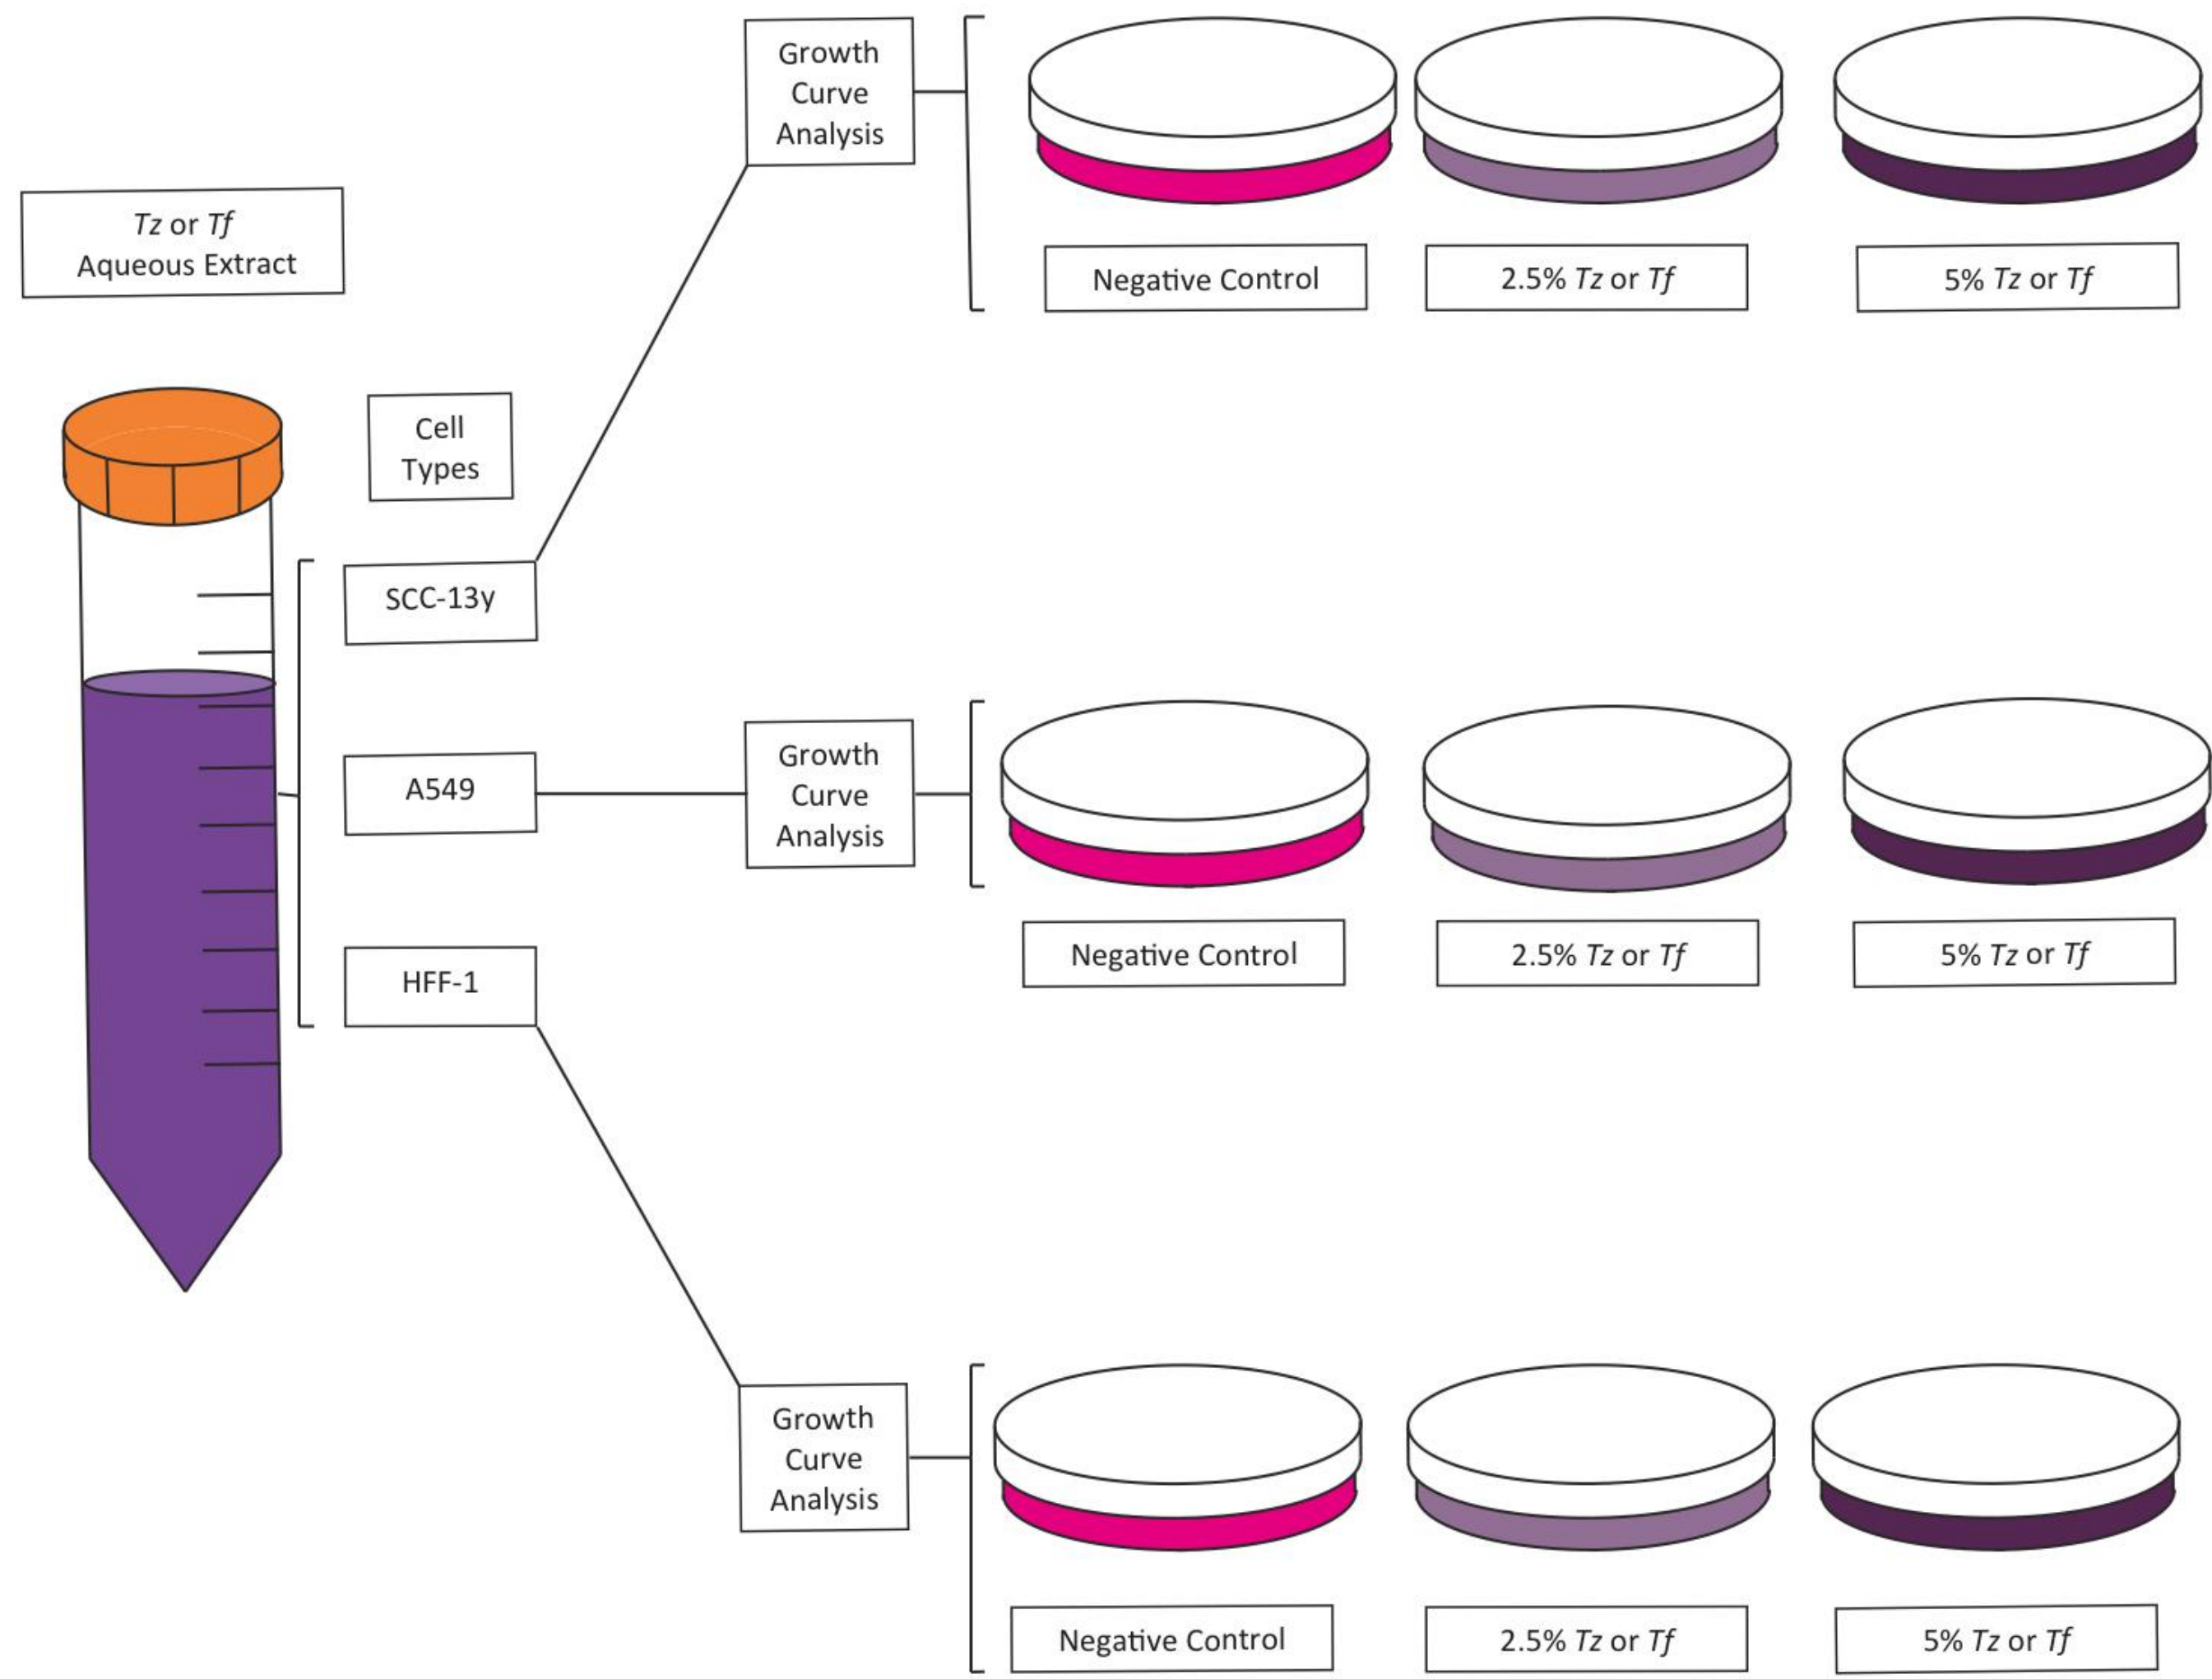 Tz or Tf
Aqueous Extract
Cell
Types
SCC-13y
A549
HFF-1
Growth
Curve
Analysis
Negative Control
2.5% Tz or Tf
5% Tz or Tf
Growth
Curve
Analysis
Negative Control
2.5% Tz or Tf
5% Tz or Tf
Growth
Curve
Analysis
Negative Control
2.5% Tz or Tf
5% Tz or Tf